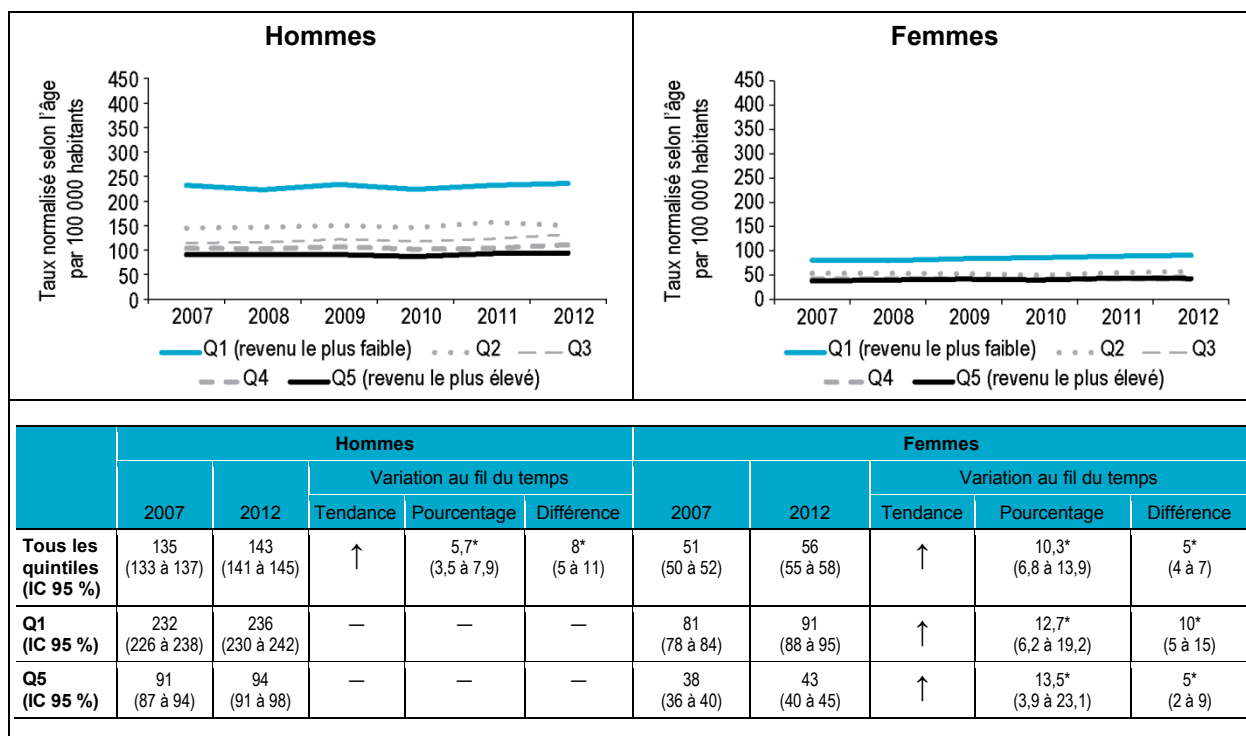 Hommes
Taux normalisé selon l’âge
par 100 000 habitants
450
400
350
300
250
200
150
100
50
0
2007 2008 2009 2010 2011 2012
Q1 (revenu le plus faible) Q2 Q3
Q4 Q5 (revenu le plus élevé)
Femmes
Taux normalisé selon l’âge
par 100 000 habitants
450
400
350
300
250
200
150
100
50
0
2007 2008 2009 2010 2011 2012
Q1 (revenu le plus faible) Q2 Q3
Q4 Q5 (revenu le plus élevé)
Hommes Femmes
Variation au fil du temps Variation au fil du temps
2007 2012 Tendance Pourcentage Différence 2007 2012 Tendance Pourcentage Différence
Tous les 135 143 ↑ 5,7* 8* 51 56 ↑ 10,3* 5*
quintiles (133 à 137) (141 à 145) (3,5 à 7,9) (5 à 11) (50 à 52) (55 à 58) (6,8 à 13,9) (4 à 7)
(IC 95 %)
Q1 232 236 — — — 81 91 ↑ 12,7* 10*
(IC 95 %) (226 à 238) (230 à 242) (78 à 84) (88 à 95) (6,2 à 19,2) (5 à 15)
Q5 91 94 — — — 38 43 ↑ 13,5* 5*
(IC 95 %) (87 à 94) (91 à 98) (36 à 40) (40 à 45) (3,9 à 23,1) (2 à 9)